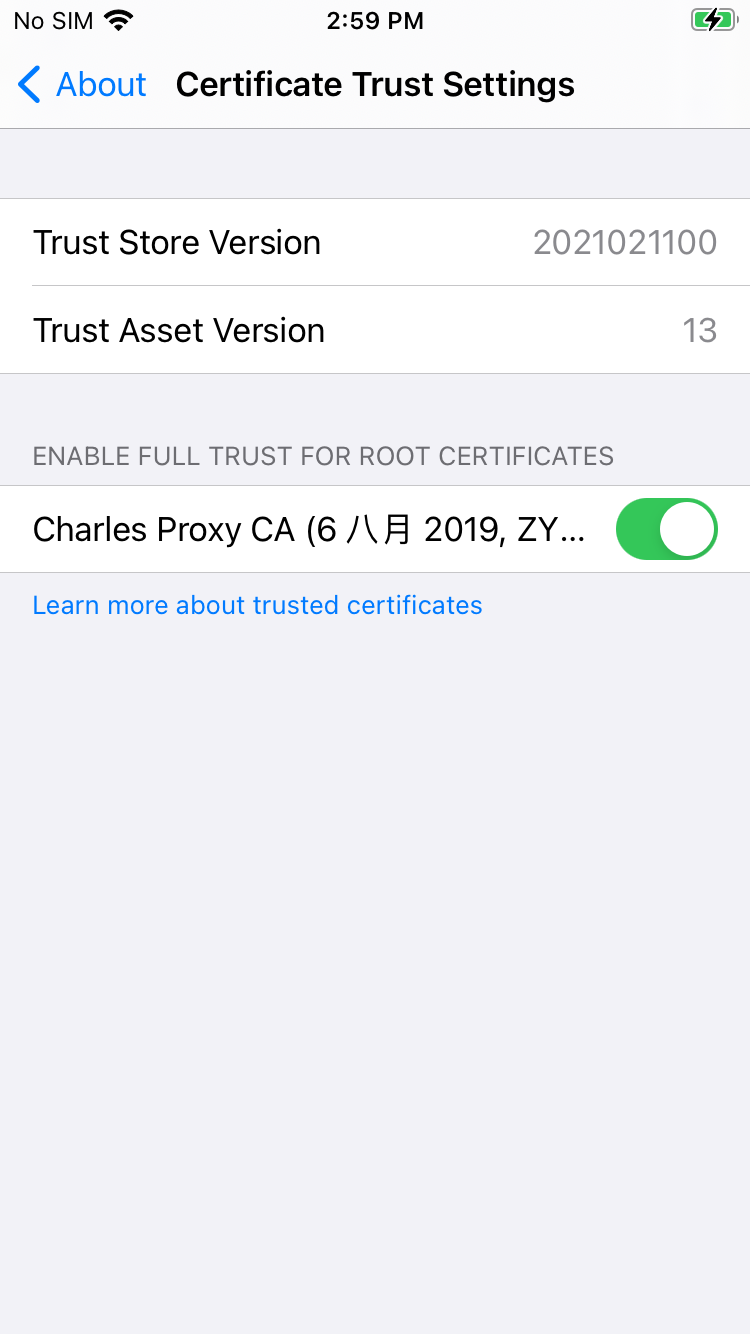 No SIM 2:59 PM
About Certificate Trust Settings
Trust Store Version 2021021100
Trust Asset Version 13
ENABLE FULL TRUST FOR ROOT CERTIFICATES
Charles Proxy CA (6 八月 2019, ZY...
Learn more about trusted certificates